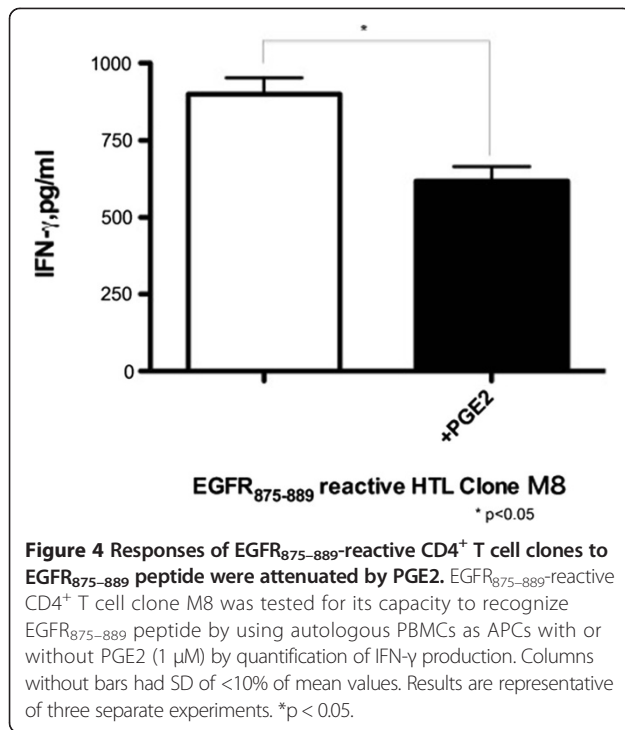 *
1000
750
500
250
0
IFN-γ,pg/ml
+PGE2
EGFR875-889 reactive HTL Clone M8
* p<0.05
Figure 4 Responses of EGFR875–889-reactive CD4+ T cell clones to
EGFR875–889 peptide were attenuated by PGE2. EGFR875–889-reactive
CD4+ T cell clone M8 was tested for its capacity to recognize
EGFR875–889 peptide by using autologous PBMCs as APCs with or
without PGE2 (1 μM) by quantification of IFN-γ production. Columns
without bars had SD of <10% of mean values. Results are representative
of three separate experiments. *p < 0.05.